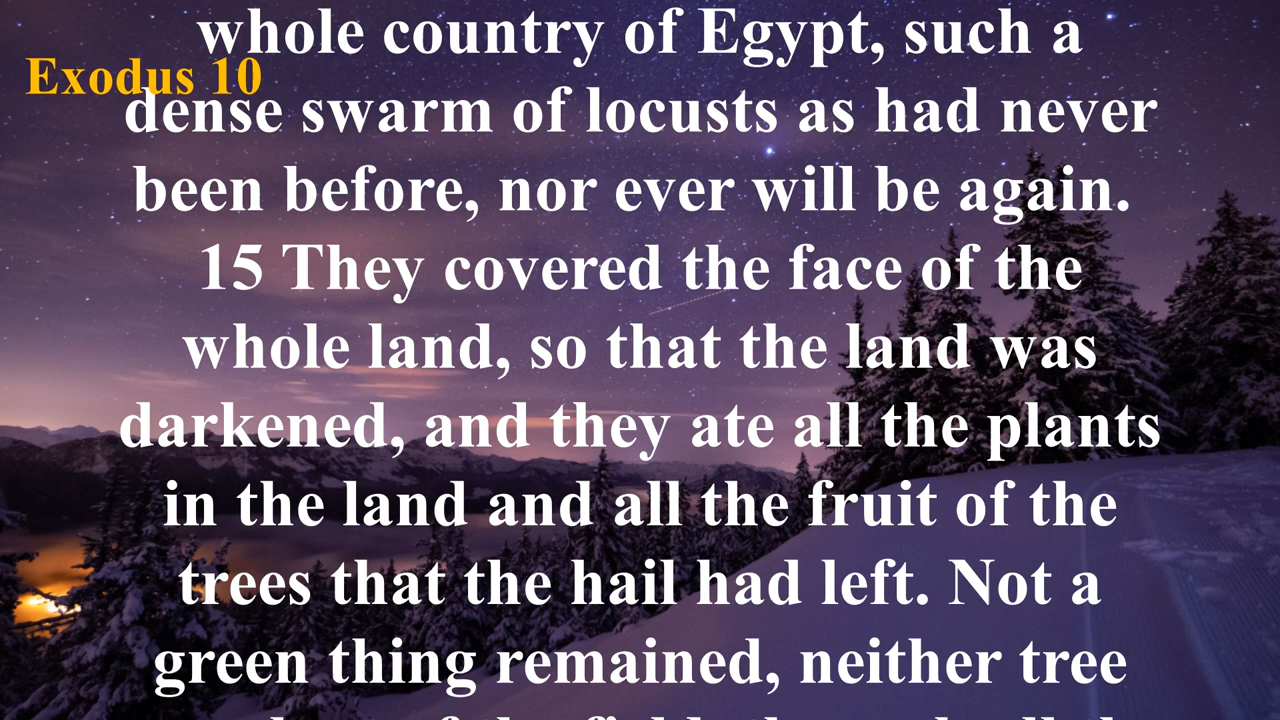 whole country of Egypt, such a
Exodus 10
dense swarm of locusts as had never
been before, nor ever will be again.
15 They covered the face of the
whole land, so that the land was
darkened, and they ate all the plants
in the land and all the fruit of the
trees that the hail had left. Not a
green thing remained, neither tree